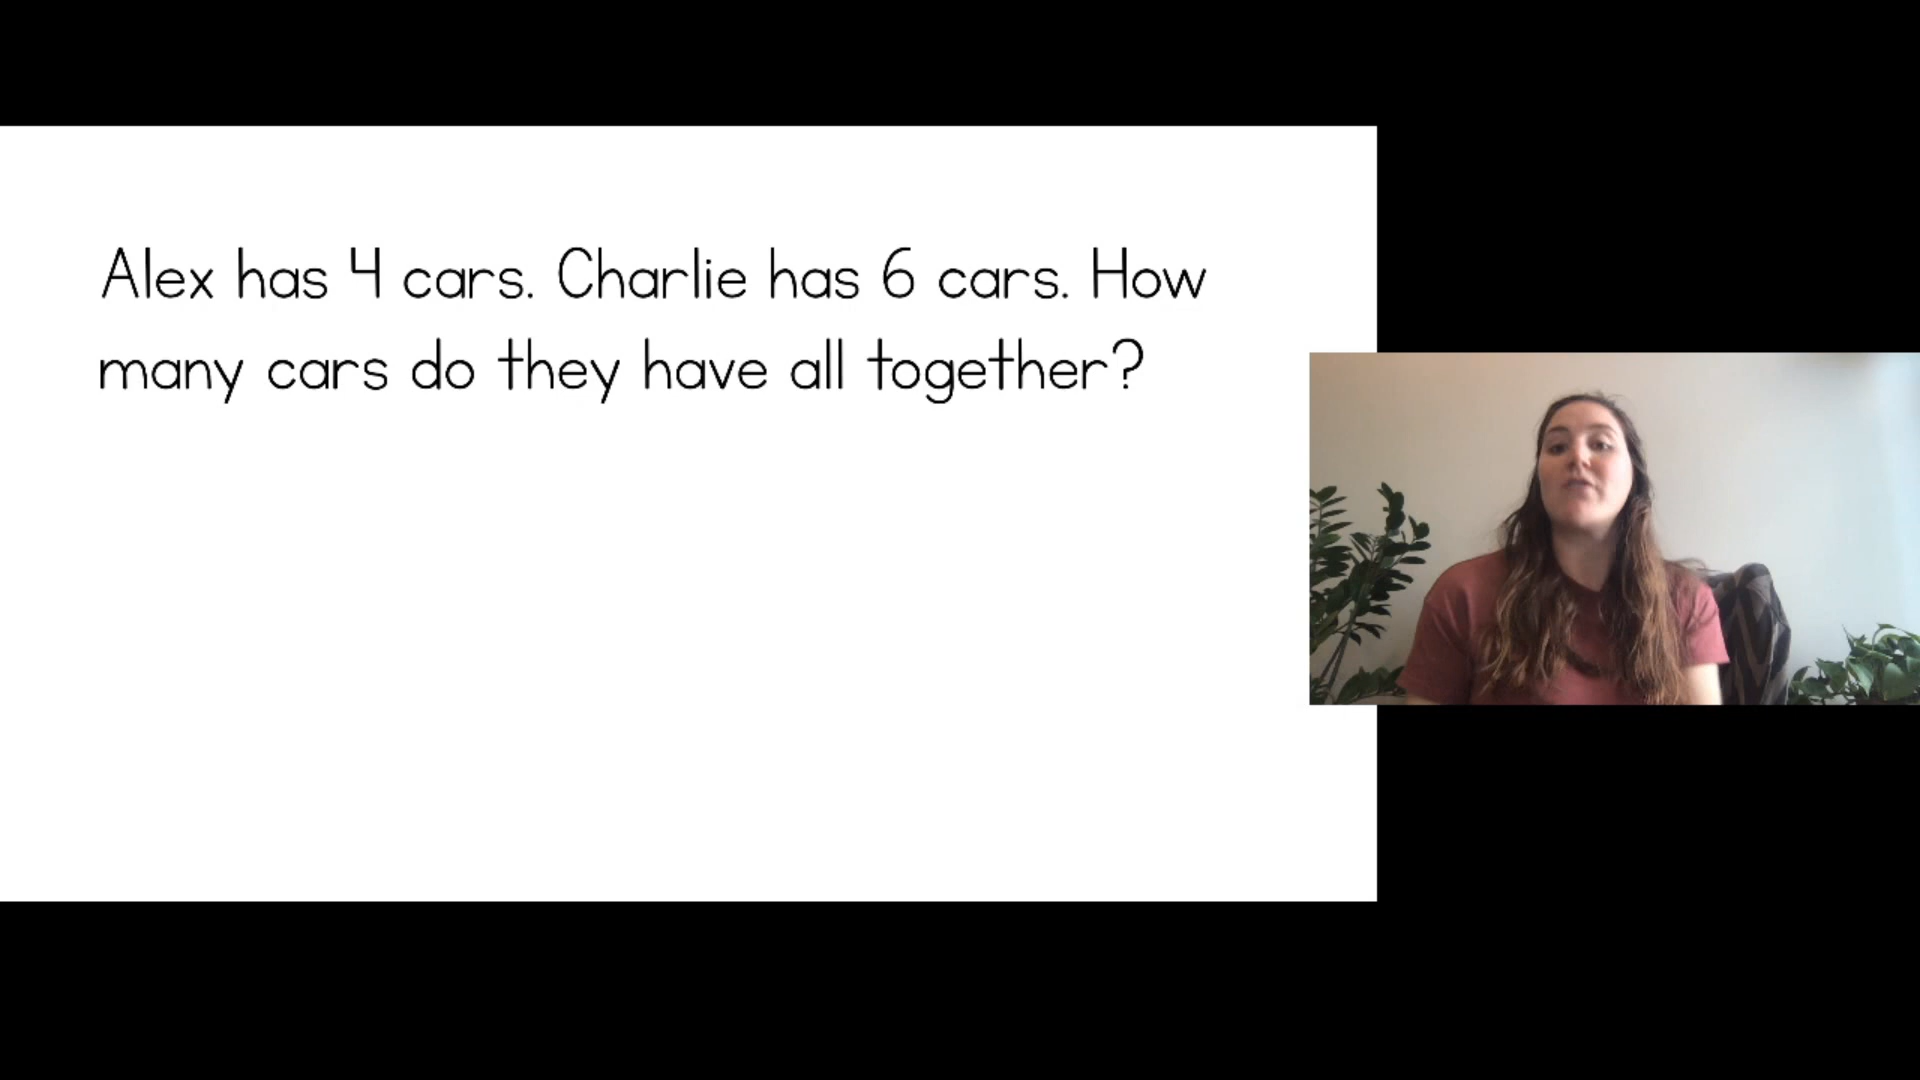 Alex has 4 cars. Charlie has 6 cars. How
many cars do they have all together?